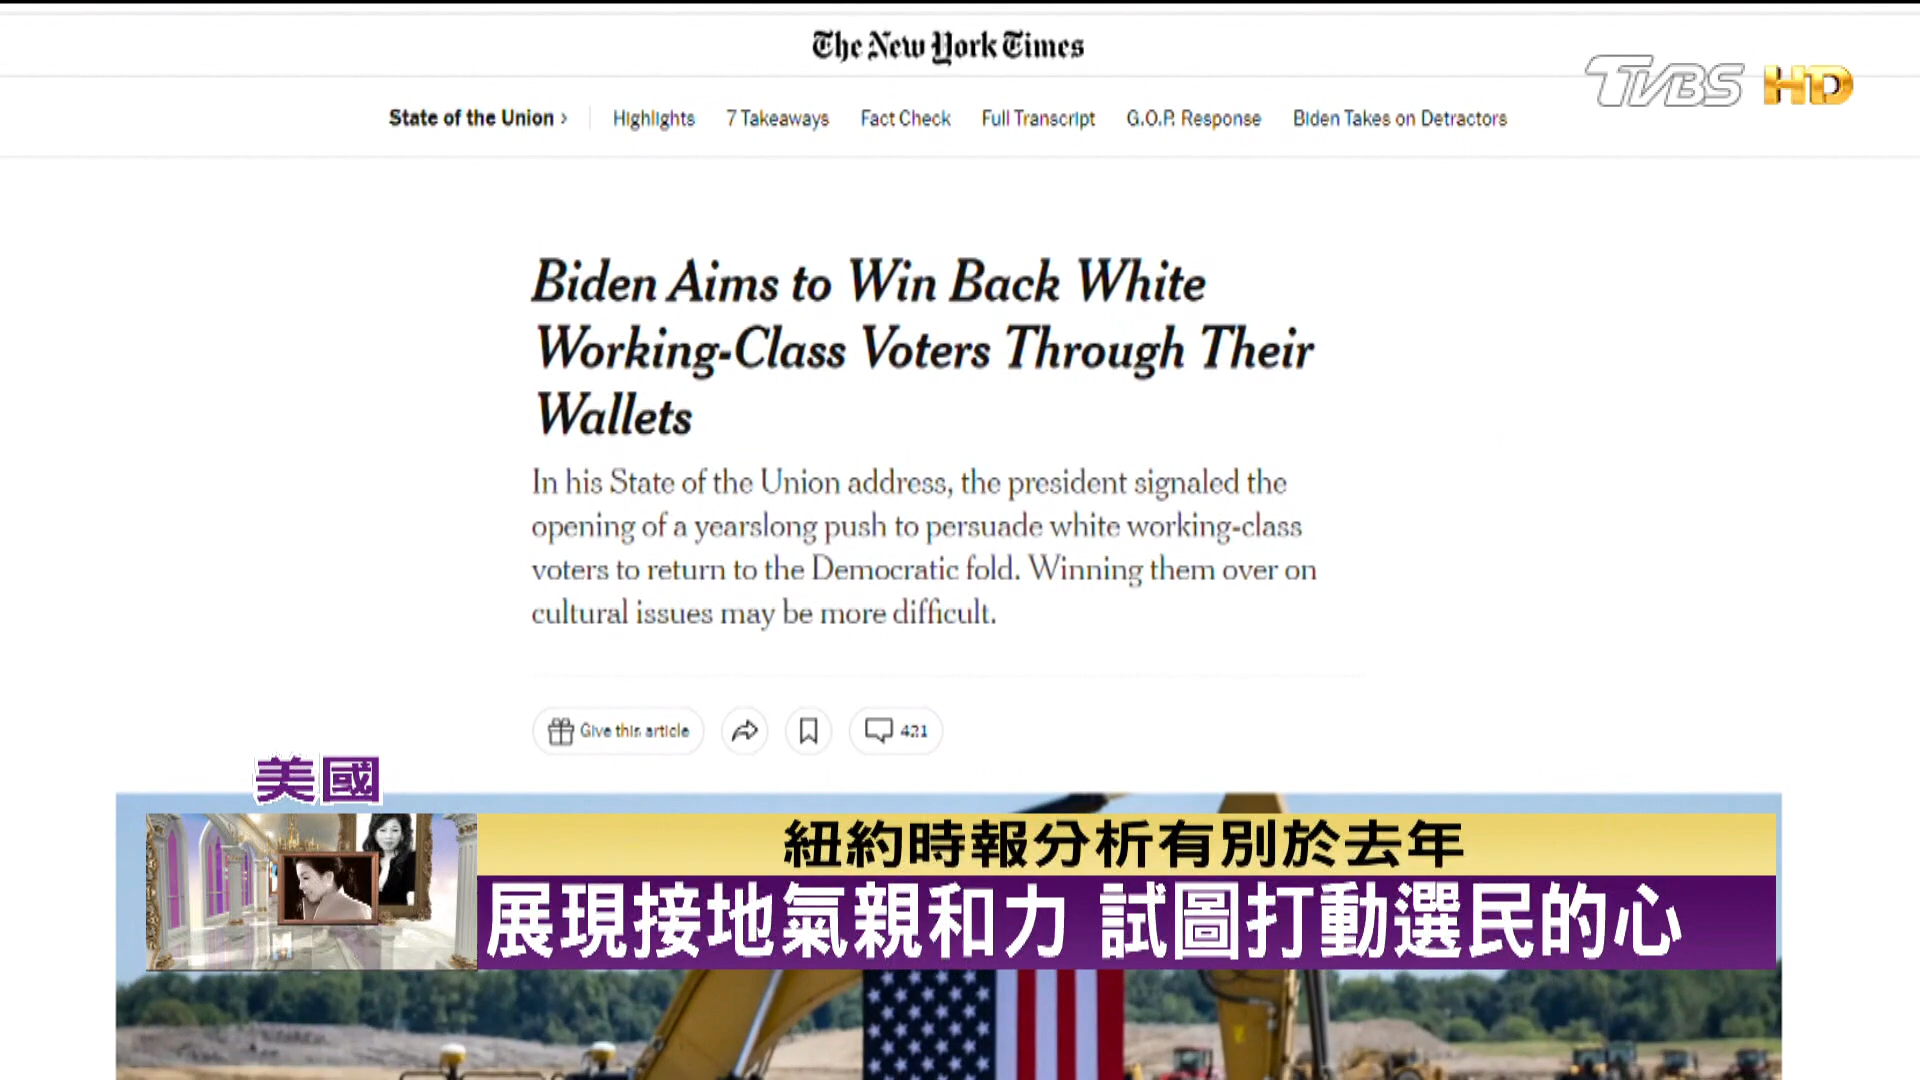 The New York Times
TVBS HD
State of the Union › Highlights 7 Takeaways Fact Check Full Transcript G.O.P. Response Biden Takes on Detractors
Biden Aims to Win Back White
Working-Class Voters Through Their
Wallets
In his State of the Union address, the president signaled the
opening of a yearslong push to persuade white working-class
voters to return to the Democratic fold. Winning them over on
cultural issues may be more difficult.
Give this article 421
美國
紐約時報分析有別於去年
展現接地氣親和力 試圖打動選民的心